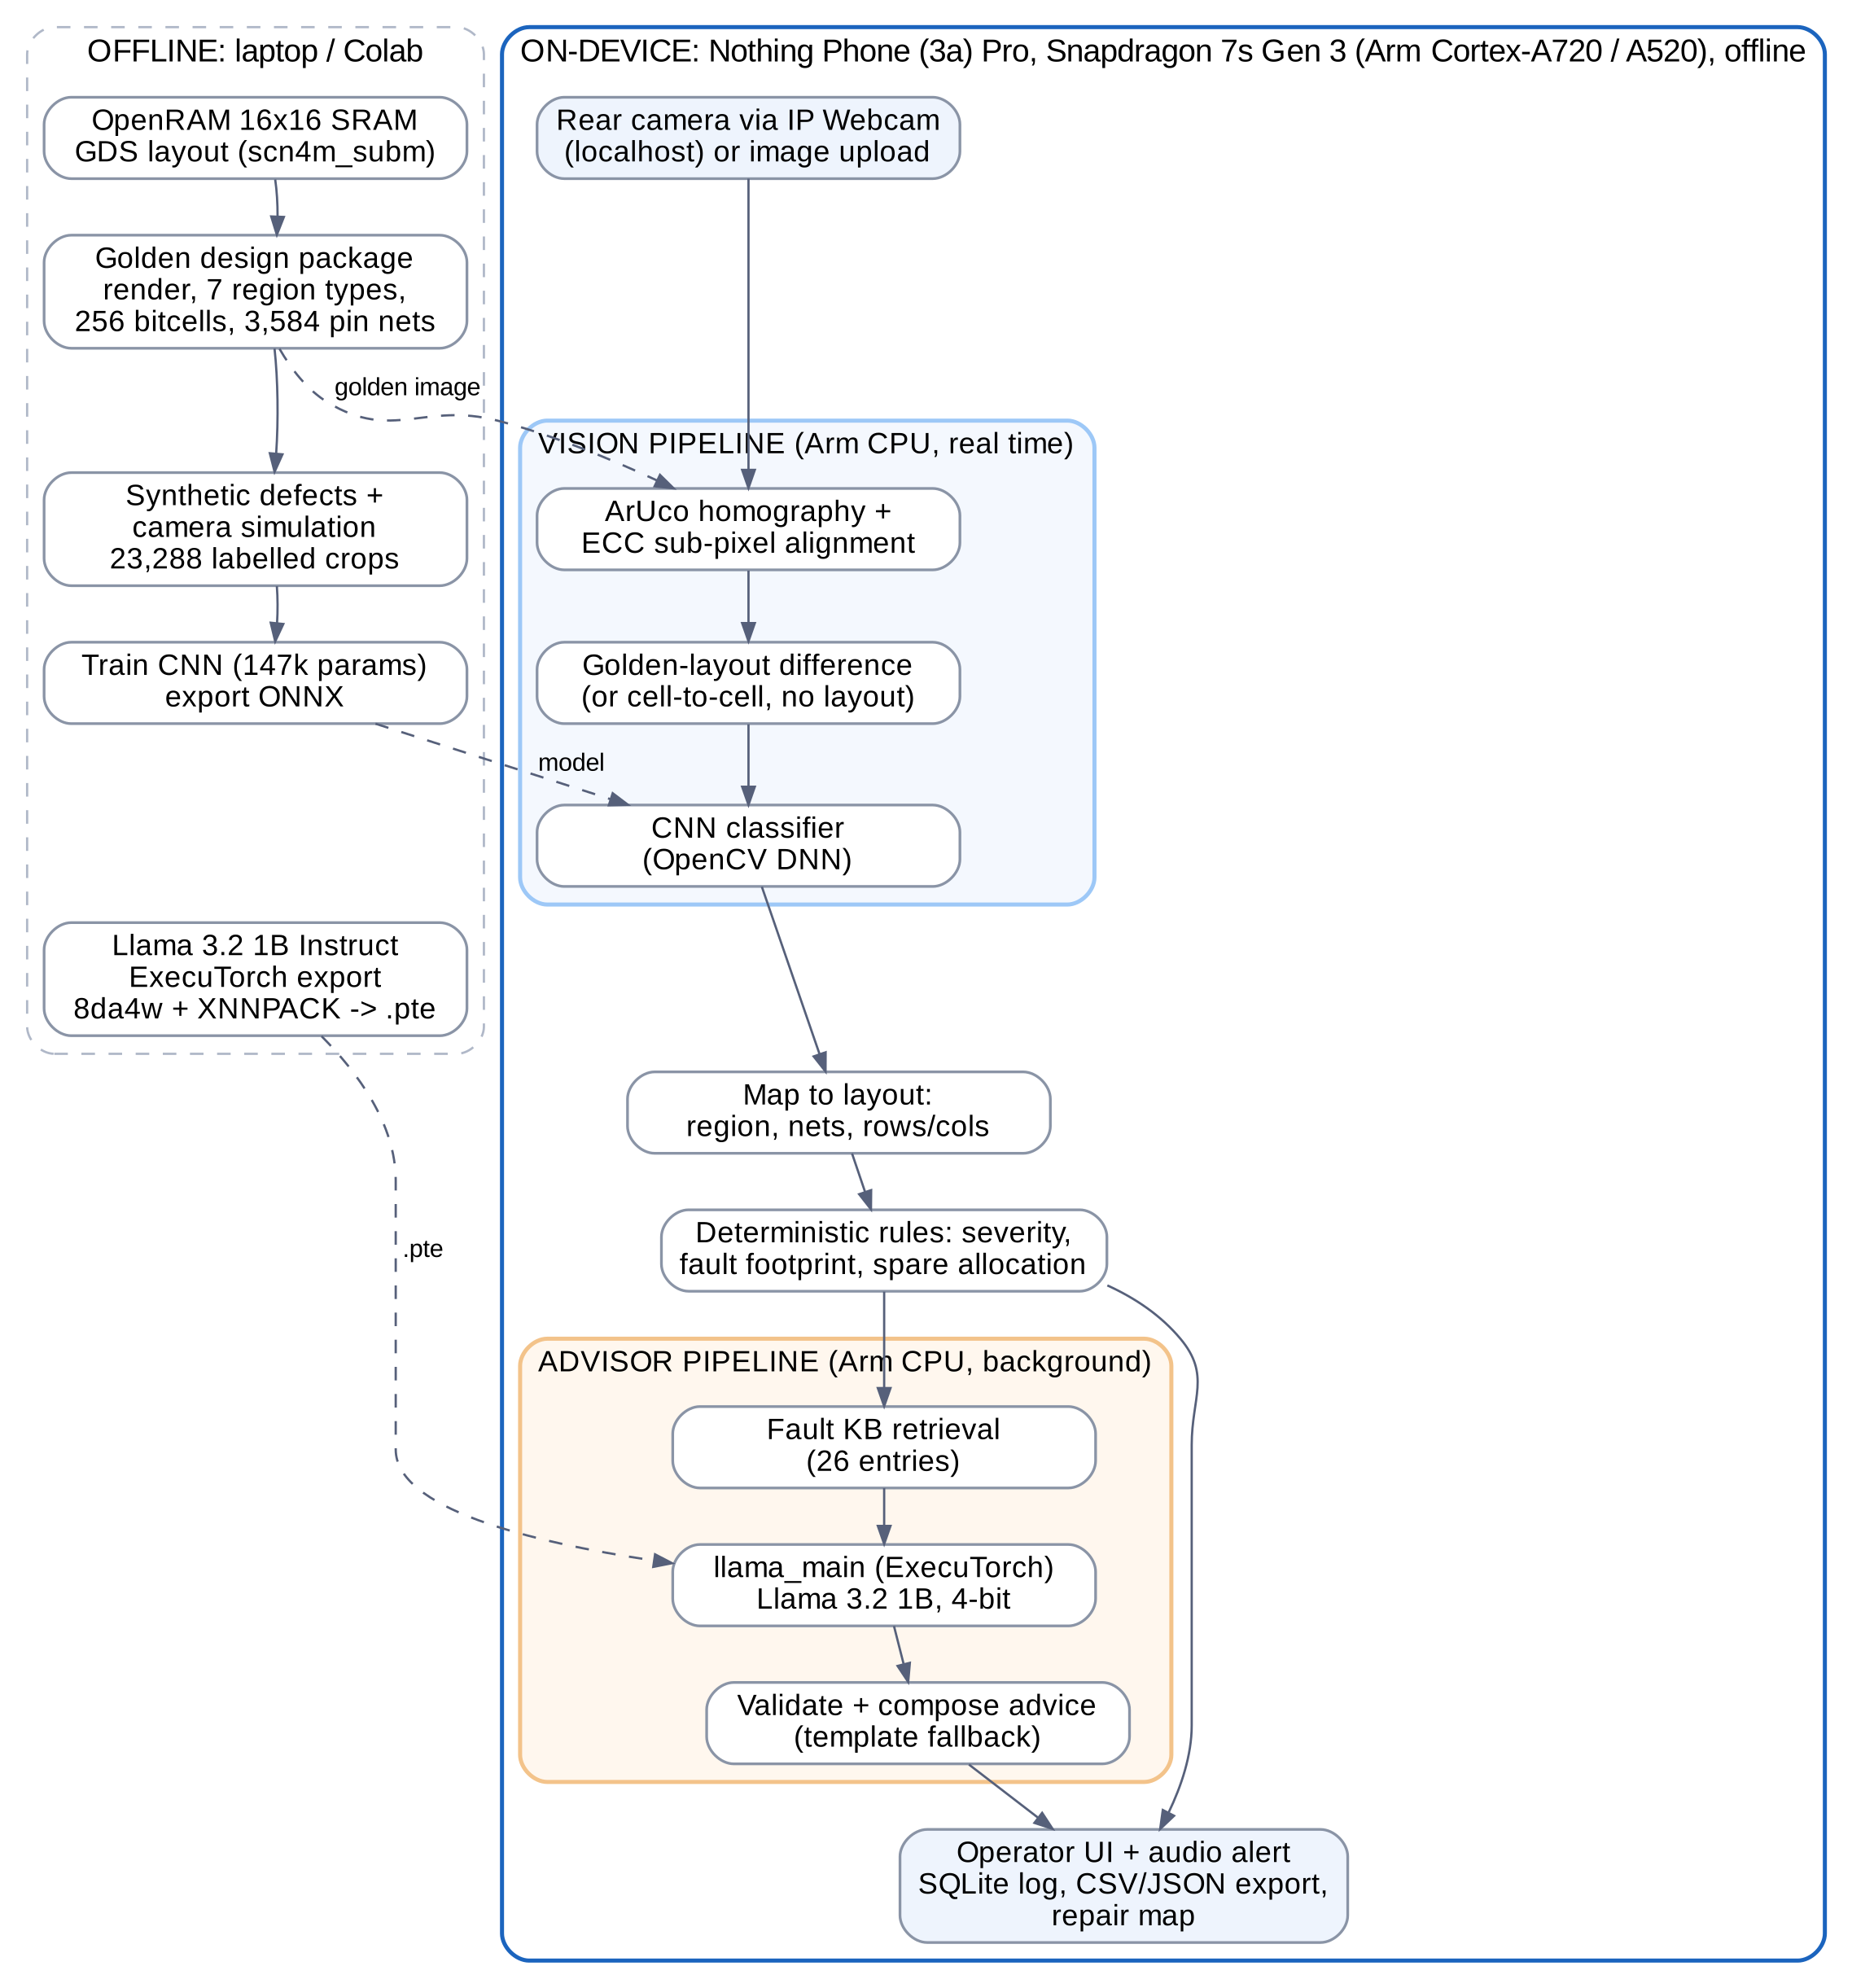 OFFLINE: laptop / Colab
OpenRAM 16x16 SRAM
GDS layout (scn4m_subm)
Golden design package
render, 7 region types,
256 bitcells, 3,584 pin nets
golden image
Synthetic defects +
camera simulation
23,288 labelled crops
Train CNN (147k params)
export ONNX
model
Llama 3.2 1B Instruct
ExecuTorch export
8da4w + XNNPACK -> .pte
.pte
ON-DEVICE: Nothing Phone (3a) Pro, Snapdragon 7s Gen 3 (Arm Cortex-A720 / A520), offline
Rear camera via IP Webcam
(localhost) or image upload
VISION PIPELINE (Arm CPU, real time)
ArUco homography +
ECC sub-pixel alignment
Golden-layout difference
(or cell-to-cell, no layout)
CNN classifier
(OpenCV DNN)
Map to layout:
region, nets, rows/cols
Deterministic rules: severity,
fault footprint, spare allocation
ADVISOR PIPELINE (Arm CPU, background)
Fault KB retrieval
(26 entries)
llama_main (ExecuTorch)
Llama 3.2 1B, 4-bit
Validate + compose advice
(template fallback)
Operator UI + audio alert
SQLite log, CSV/JSON export,
repair map